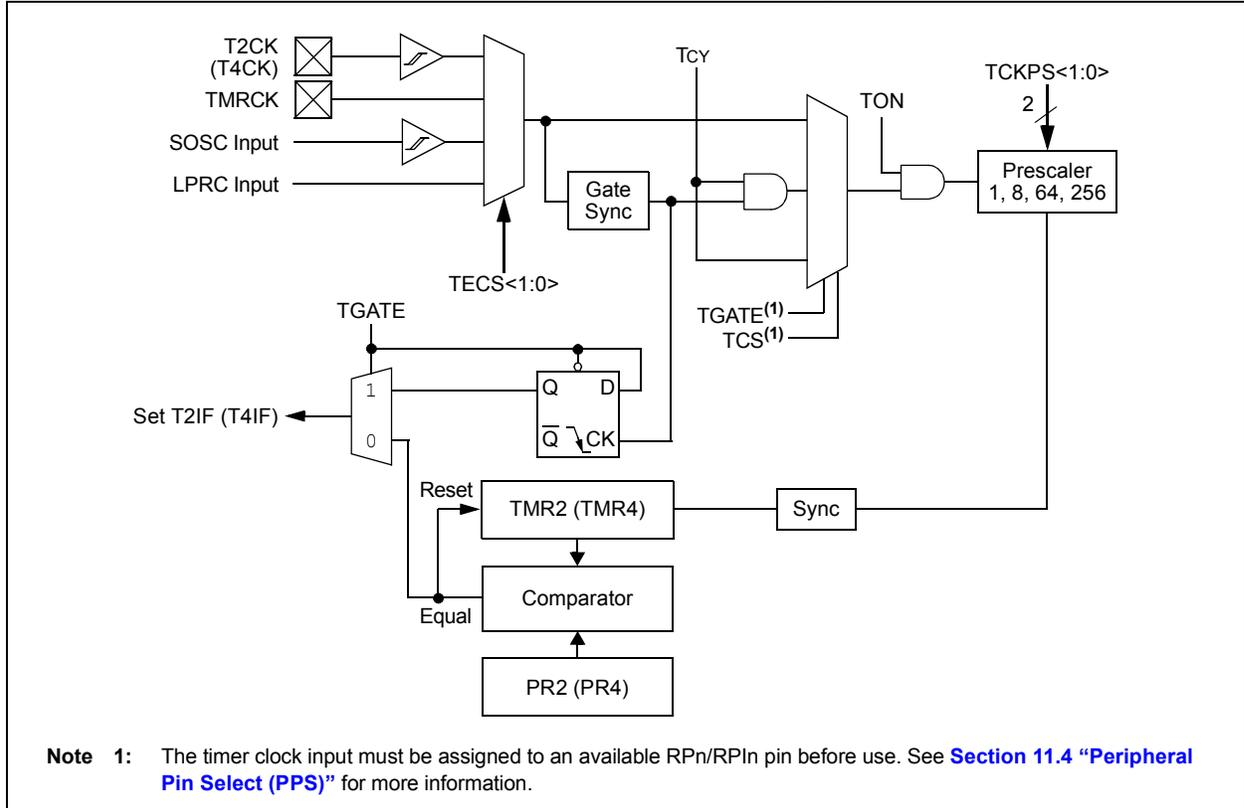 T2CK
(T4CK)
TMRCK
SOSC Input
LPRC Input
TECS<1:0>
TCY
TON
TCKPS<1:0>
2
Prescaler
1, 8, 64, 256
Gate
Sync
TGATE(1)
TCS(1)
TGATE
1
0
Set T2IF (T4IF)
Q D
Q̅ CK
Reset
TMR2 (TMR4)
Sync
Comparator
Equal
PR2 (PR4)
Note 1: The timer clock input must be assigned to an available RPn/RPIn pin before use. See Section 11.4 “Peripheral
Pin Select (PPS)” for more information.